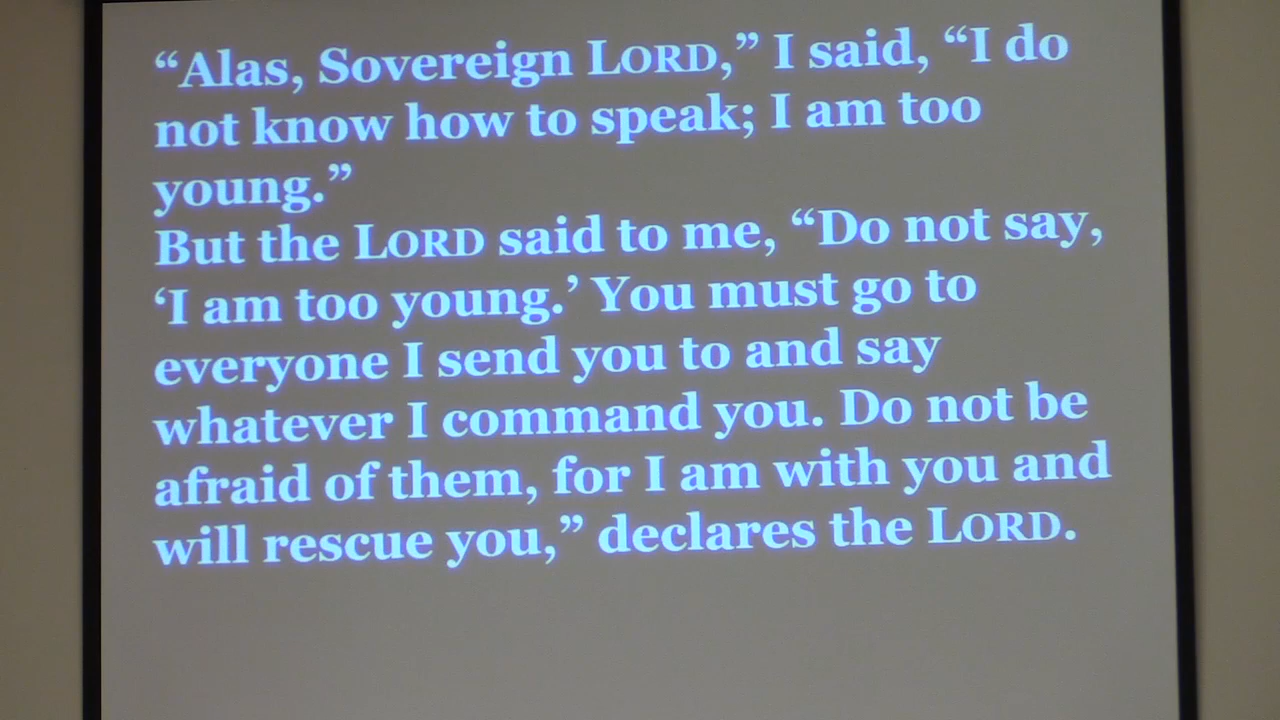 “Alas, Sovereign LORD,” I said, “I do
not know how to speak; I am too
young.”
But the LORD said to me, “Do not say,
‘I am too young.’ You must go to
everyone I send you to and say
whatever I command you. Do not be
afraid of them, for I am with you and
will rescue you,” declares the LORD.